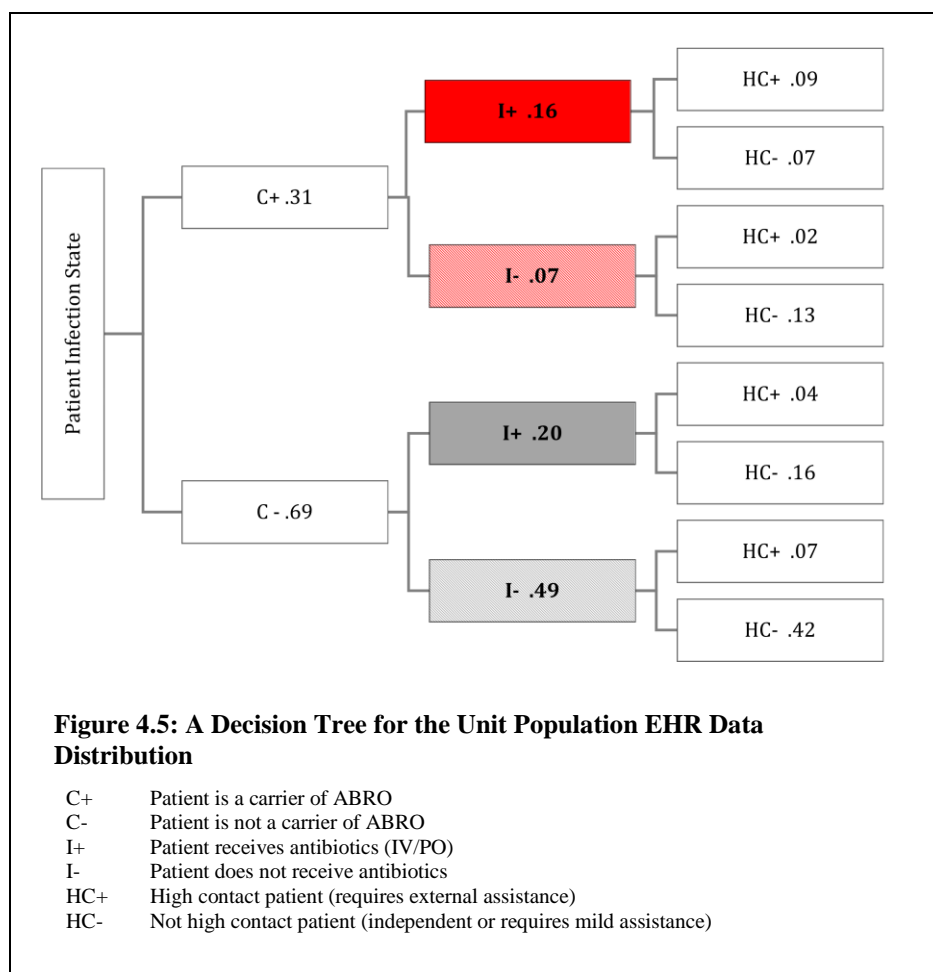 Patient Infection State
C+ .31
C - .69
I+ .16
I- .07
I+ .20
I- .49
HC+ .09
HC- .07
HC+ .02
HC- .13
HC+ .04
HC- .16
HC+ .07
HC- .42
Figure 4.5: A Decision Tree for the Unit Population EHR Data
Distribution
C+ Patient is a carrier of ABRO
C- Patient is not a carrier of ABRO
I+ Patient receives antibiotics (IV/PO)
I- Patient does not receive antibiotics
HC+ High contact patient (requires external assistance)
HC- Not high contact patient (independent or requires mild assistance)